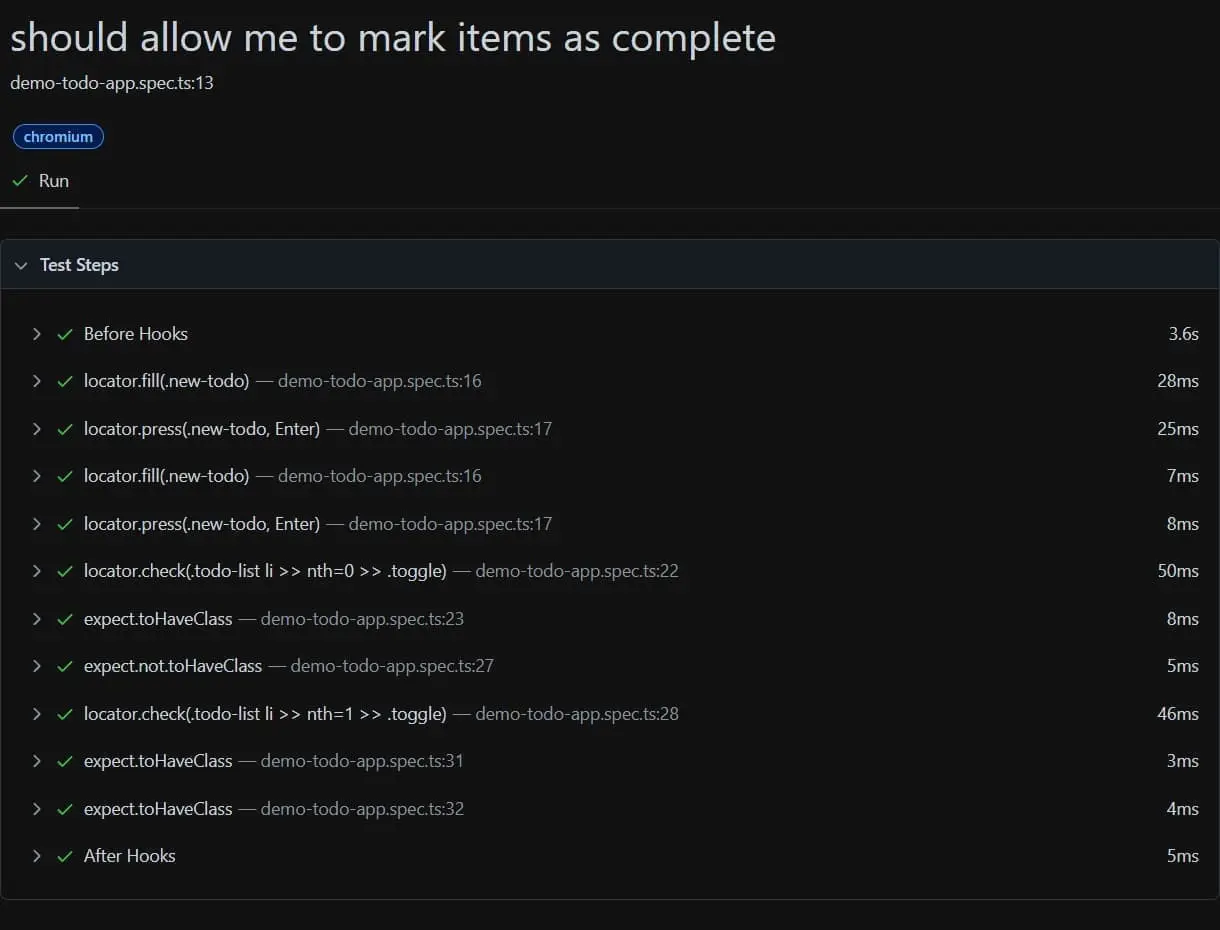 should allow me to mark items as complete
demo-todo-app.spec.ts:13
chromium
Run
Test Steps
Before Hooks 3.6s
locator.fill(.new-todo) — demo-todo-app.spec.ts:16 28ms
locator.press(.new-todo, Enter) — demo-todo-app.spec.ts:17 25ms
locator.fill(.new-todo) — demo-todo-app.spec.ts:16 7ms
locator.press(.new-todo, Enter) — demo-todo-app.spec.ts:17 8ms
locator.check(.todo-list li >> nth=0 >> .toggle) — demo-todo-app.spec.ts:22 50ms
expect.toHaveClass — demo-todo-app.spec.ts:23 8ms
expect.not.toHaveClass — demo-todo-app.spec.ts:27 5ms
locator.check(.todo-list li >> nth=1 >> .toggle) — demo-todo-app.spec.ts:28 46ms
expect.toHaveClass — demo-todo-app.spec.ts:31 3ms
expect.toHaveClass — demo-todo-app.spec.ts:32 4ms
After Hooks 5ms